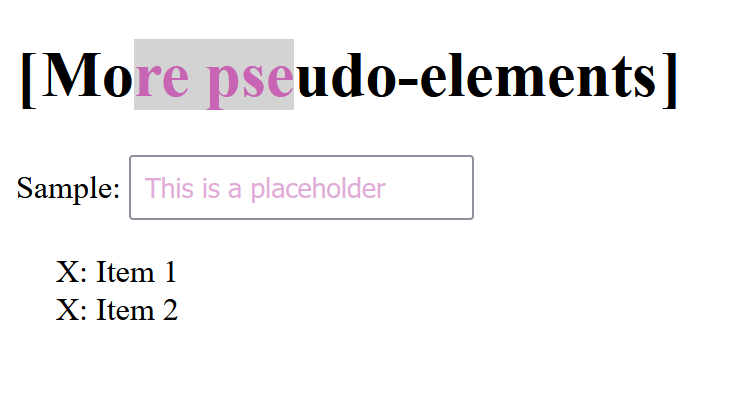 [More pseudo-elements]
Sample: This is a placeholder
X: Item 1
X: Item 2